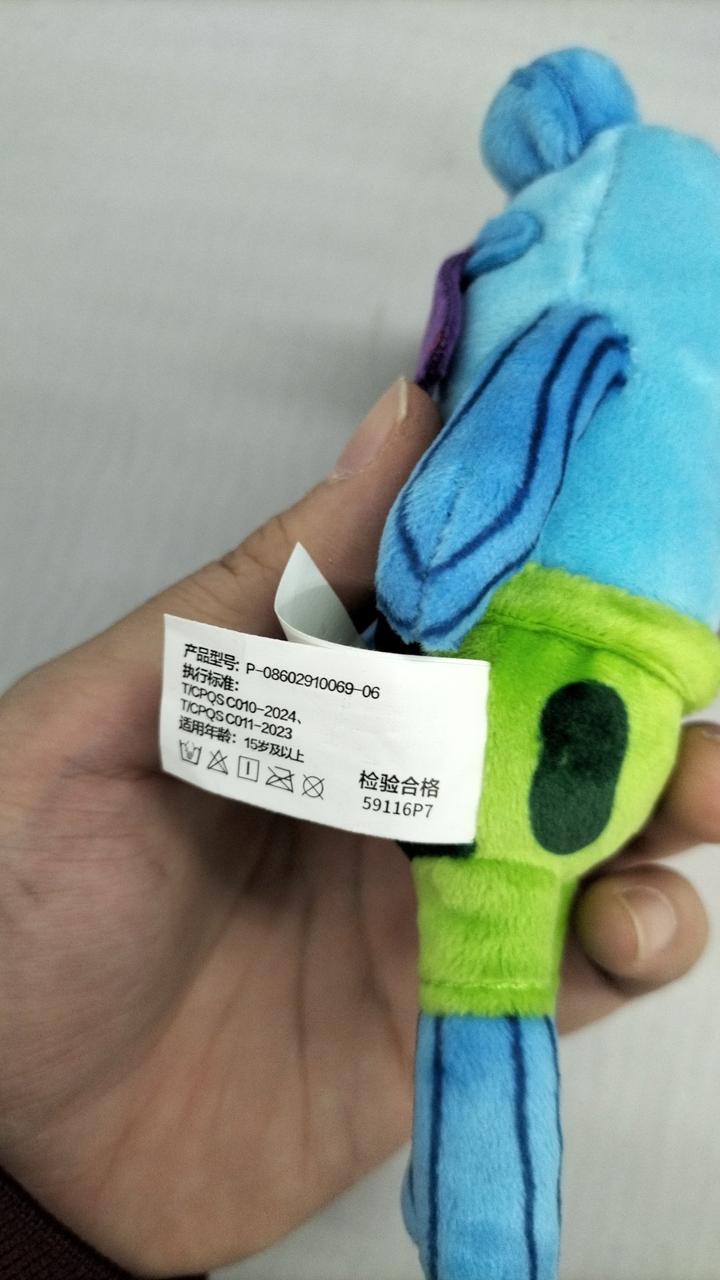 产品型号: P-08602910069-06
执行标准:
T/CPQS C010-2024、
T/CPQS C011-2023
适用年龄: 15岁及以上
检验合格
59116P7